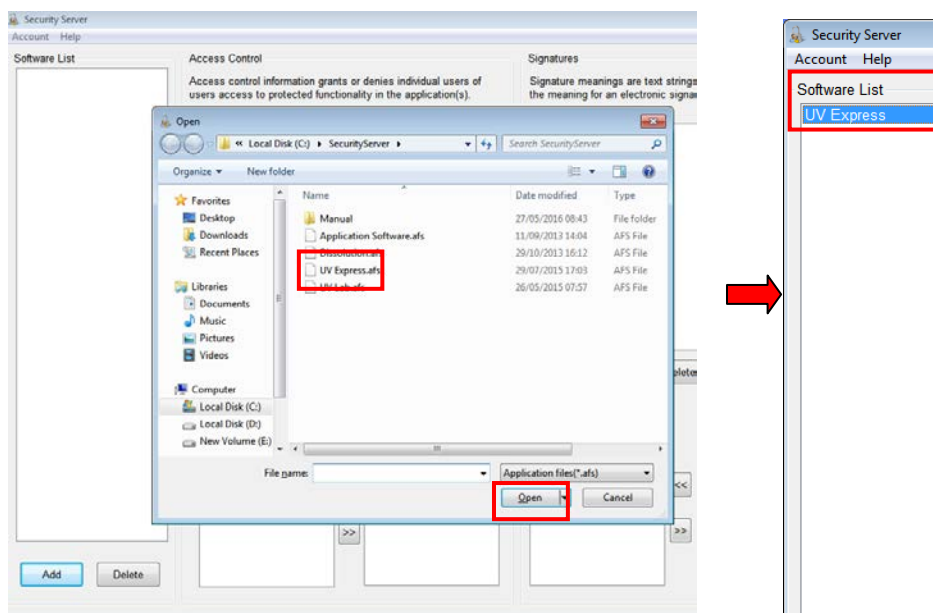 Security Server
Account Help
Software List
Access Control
Access control information grants or denies individual users of
users access to protected functionality in the application(s).
Signatures
Signature meanings are text strings
the meaning for an electronic signa
Open
« Local Disk (C:) ▸ SecurityServer ▸
Search SecurityServer
Organize ▾ New folder
Name Date modified Type
Favorites
Desktop
Downloads
Recent Places
Libraries
Documents
Music
Pictures
Videos
Computer
Local Disk (C:)
Local Disk (D:)
New Volume (E:)
Manual 27/05/2016 08:43 File folder
Application Software.afs 11/09/2013 14:04 AFS File
Dissolution.afs 29/10/2013 16:12 AFS File
UV Express.afs 29/07/2015 17:03 AFS File
UV Lab.afs 26/05/2015 07:57 AFS File
File name:
Application files(*.afs)
Open Cancel
<<
>>
>>
Add Delete
Security Server
Account Help
Software List
UV Express